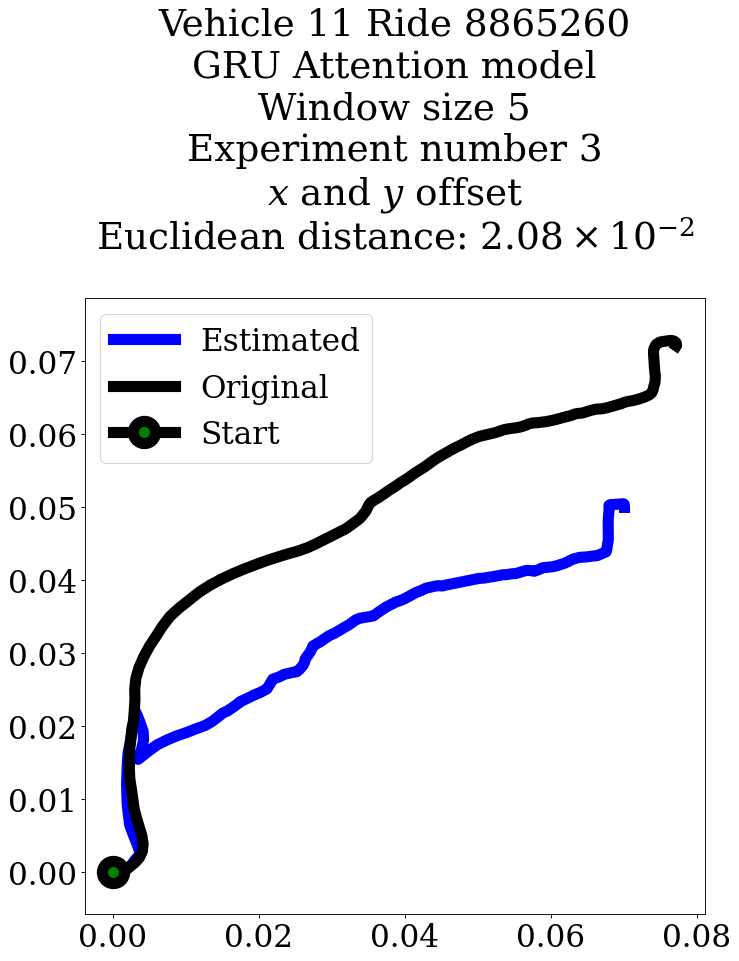 Vehicle 11 Ride 8865260
GRU Attention model
Window size 5
Experiment number 3
x and y offset
Euclidean distance: 2.08 × 10⁻²
Estimated
Original
Start
0.07
0.06
0.05
0.04
0.03
0.02
0.01
0.00
0.00 0.02 0.04 0.06 0.08